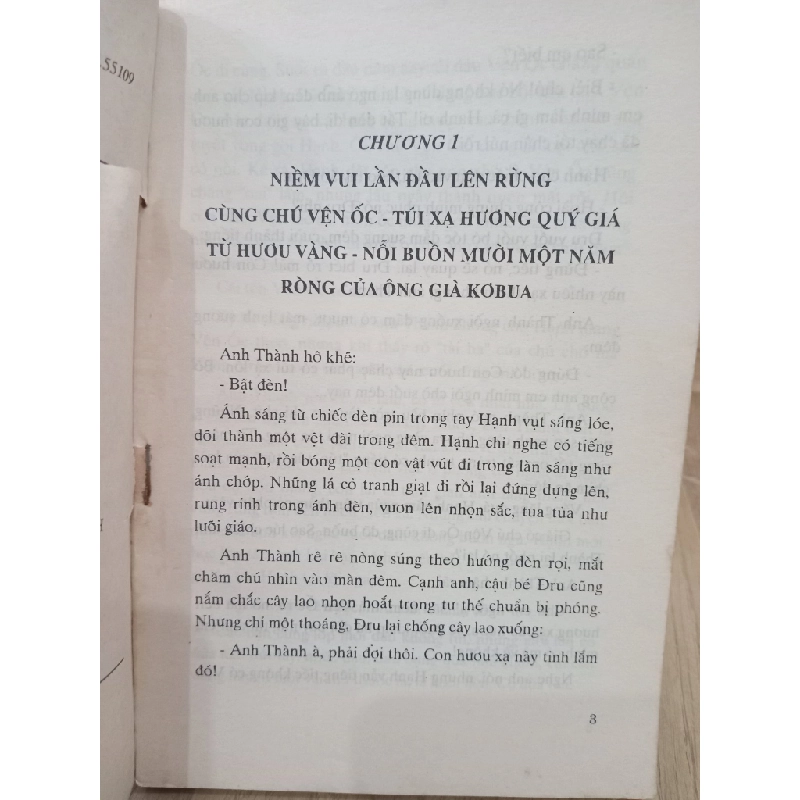 55109
CHƯƠNG 1
NIỀM VUI LẦN ĐẦU LÊN RỪNG
CÙNG CHÚ VỆN ỐC - TÚI XẠ HƯƠNG QUÝ GIÁ
TỪ HƯƠU VÀNG - NỖI BUỒN MƯỜI MỘT NĂM
RÒNG CỦA ÔNG GIÀ KOBUA
Anh Thành hô khẽ:
- Bật đèn!
Ánh sáng từ chiếc đèn pin trong tay Hạnh vụt sáng lóe,
dõi thành một vệt dài trong đêm. Hạnh chỉ nghe có tiếng
soạt mạnh, rồi bóng một con vật vút đi trong làn sáng như
ánh chớp. Những lá cỏ tranh giạt đi rồi lại đứng dựng lên,
rung rinh trong ánh đèn, vươn lên nhọn sắc, tua tủa như
lưỡi giáo.
Anh Thành rê rê nòng súng theo hướng đèn rọi, mắt
chăm chú nhìn vào màn đêm. Cạnh anh, cậu bé Dru cũng
nắm chắc cây lao nhọn hoắt trong tư thế chuẩn bị phóng.
Nhưng chỉ một thoáng, Dru lại chống cây lao xuống:
- Anh Thành à, phải đợi thôi. Con hươu xạ này tinh lắm
đó!
8